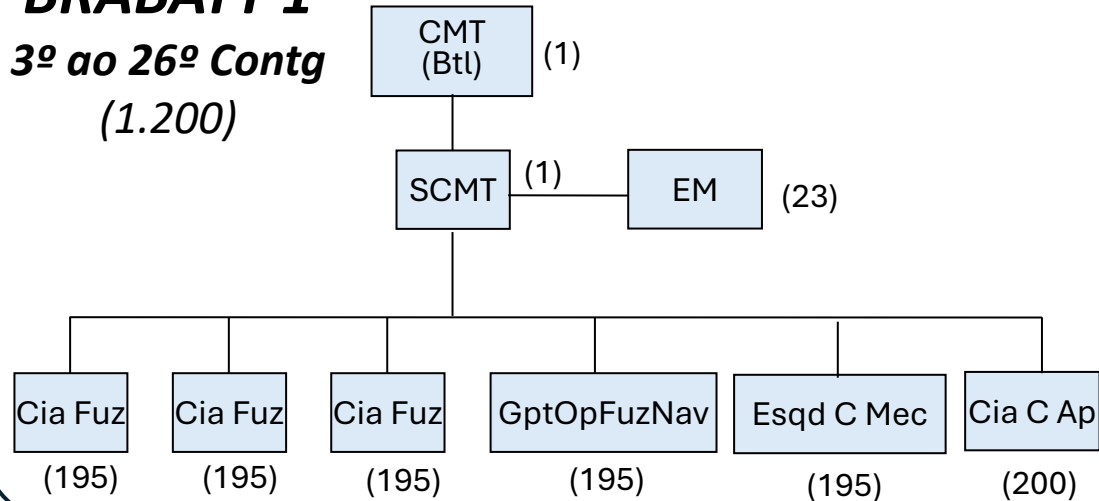 BRABATT 1
3º ao 26º Contg
(1.200)
CMT
(Btl)
(1)
SCMT
(1)
EM
(23)
Cia Fuz
Cia Fuz
Cia Fuz
GptOpFuzNav
Esqd C Mec
Cia C Ap
(195)
(195)
(195)
(195)
(195)
(200)